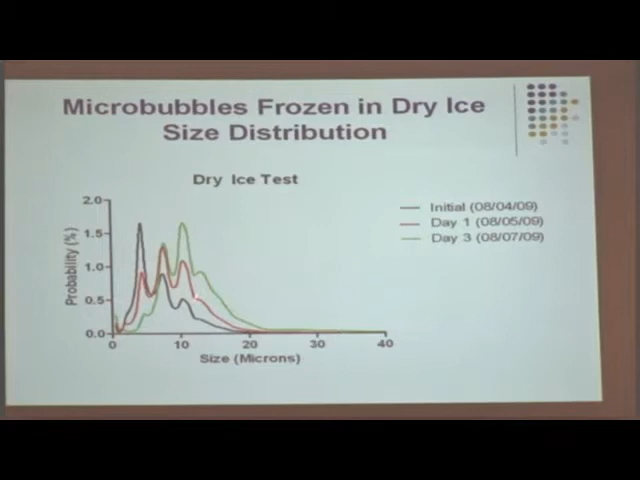 Microbubbles Frozen in Dry Ice
Size Distribution
Dry Ice Test
Initial (08/04/09)
Day 1 (08/05/09)
Day 3 (08/07/09)
Probability (%)
2.0
1.5
1.0
0.5
0.0
0 10 20 30 40
Size (Microns)